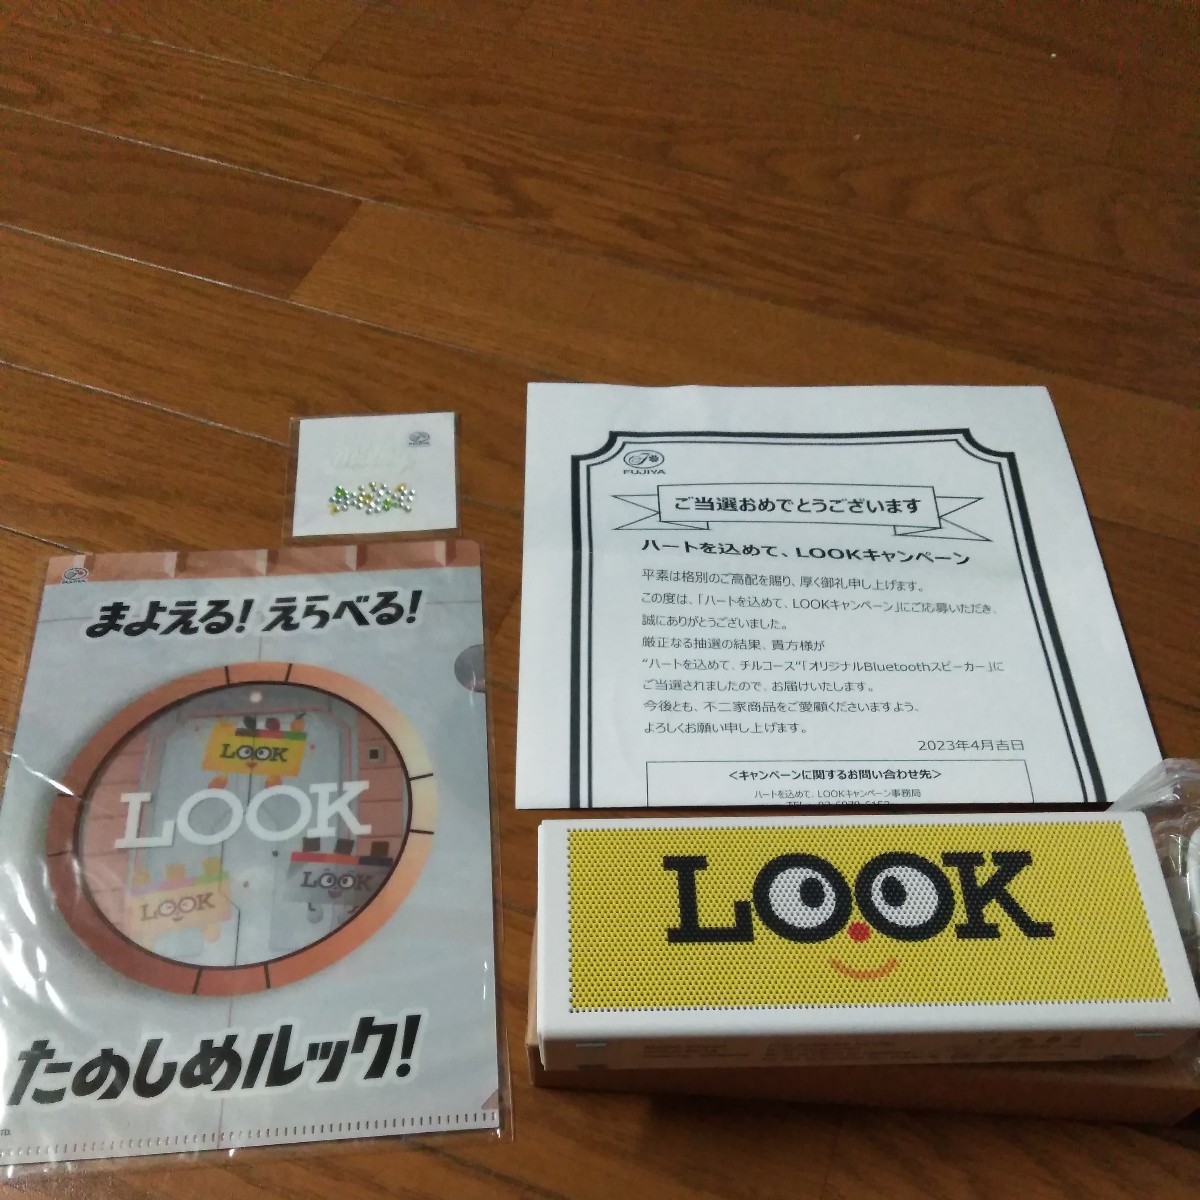 FUJIYA
まよえる!えらべる!
LOOK
LOOK
LOOK
LOOK
たのしめルック!
TD.
FUJIYA
FUJIYA
ご当選おめでとうございます
ハートを込めて、LOOKキャンペーン
平素は格別のご高配を賜り、厚く御礼申し上げます。
この度は、「ハートを込めて、LOOKキャンペーン」にご応募いただき、
誠にありがとうございました。
厳正なる抽選の結果、貴方様が
“ハートを込めて、チルコース“「オリジナルBluetoothスピーカー」に
ご当選されましたので、お届けいたします。
今後とも、不二家商品をご愛顧くださいますよう、
よろしくお願い申し上げます。
2023年4月吉日
<キャンペーンに関するお問い合わせ先>
ハートを込めて、LOOKキャンペーン事務局
LOOK